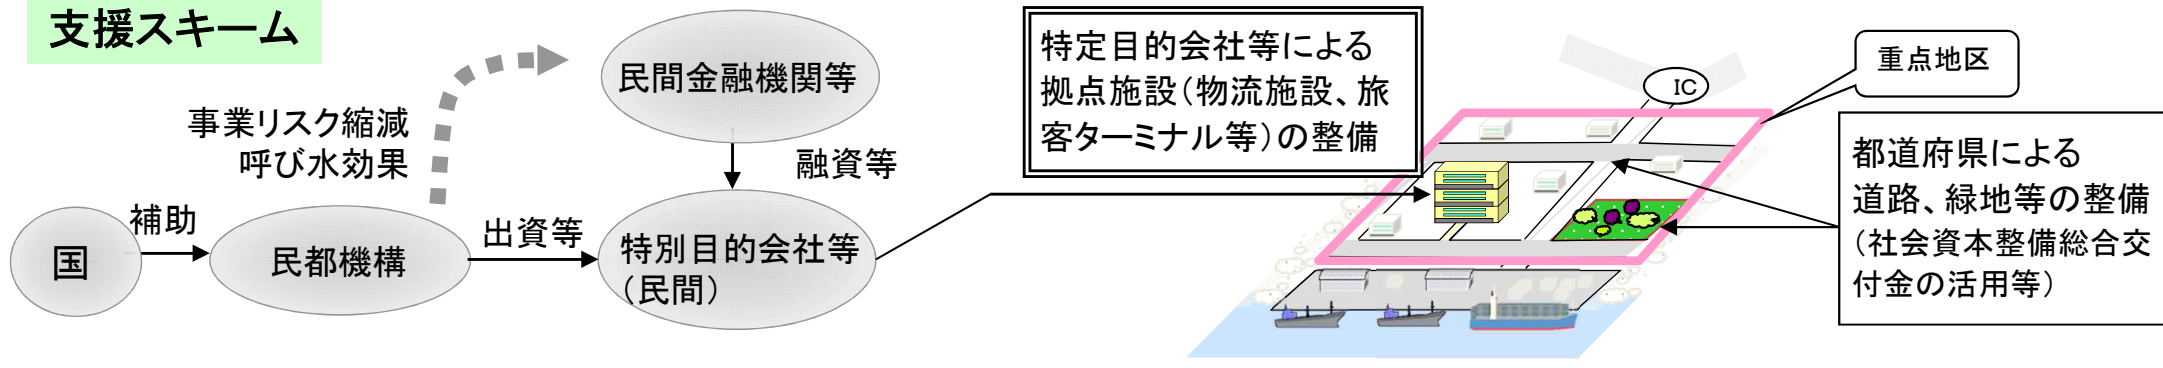 支援スキーム
民間金融機関等
事業リスク縮減
呼び水効果
融資等
国
補助
民都機構
出資等
特別目的会社等
（民間）
特定目的会社等による
拠点施設（物流施設、旅
客ターミナル等）の整備
IC
重点地区
都道府県による
道路、緑地等の整備
（社会資本整備総合交
付金の活用等）